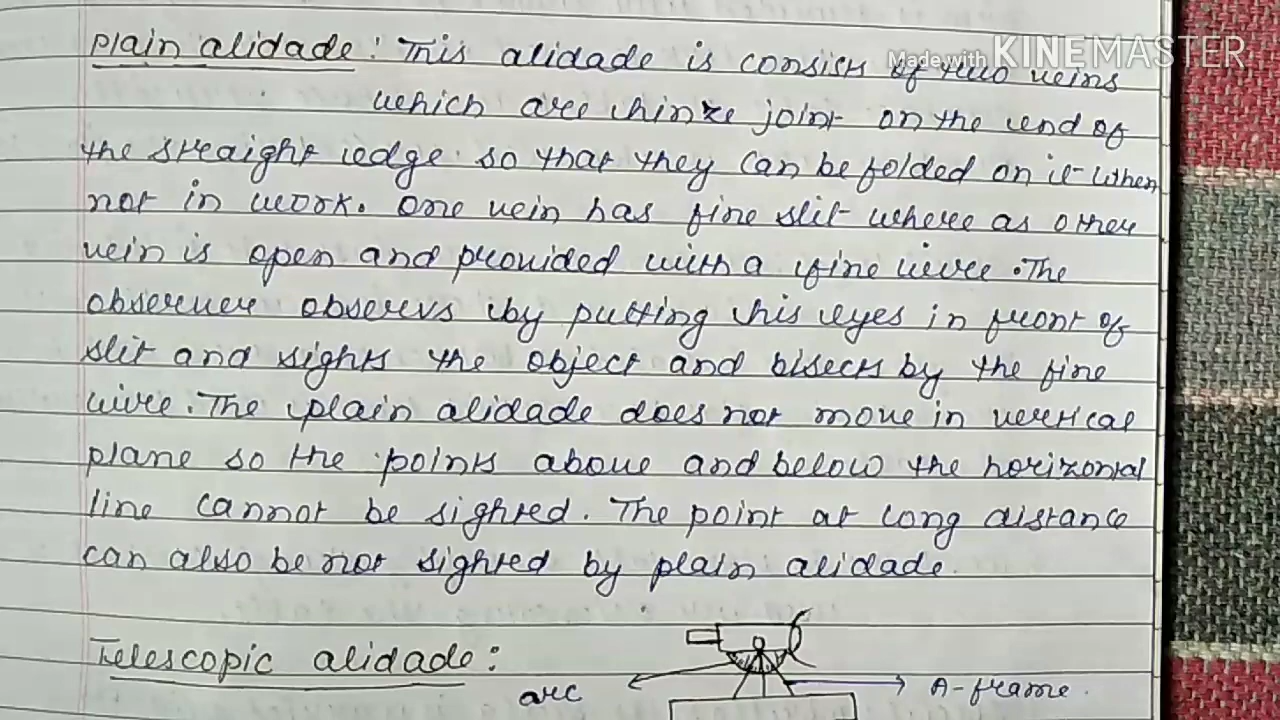 Made with KINEMASTER
Plain alidade: This alidade is consists of two veins
which are hinze joint on the end of
the straight edge so that they can be folded on it when
not in work. One vein has fine slit where as other
vein is open and provided with a fine wire. The
observer observs by putting his eyes in front of
slit and sights the object and bisects by the fine
wire. The plain alidade does not move in vertical
plane so the points above and below the horizontal
line cannot be sighted. The point at long distance
can also be not sighted by plain alidade.
Telescopic alidade:
arc
A-frame.